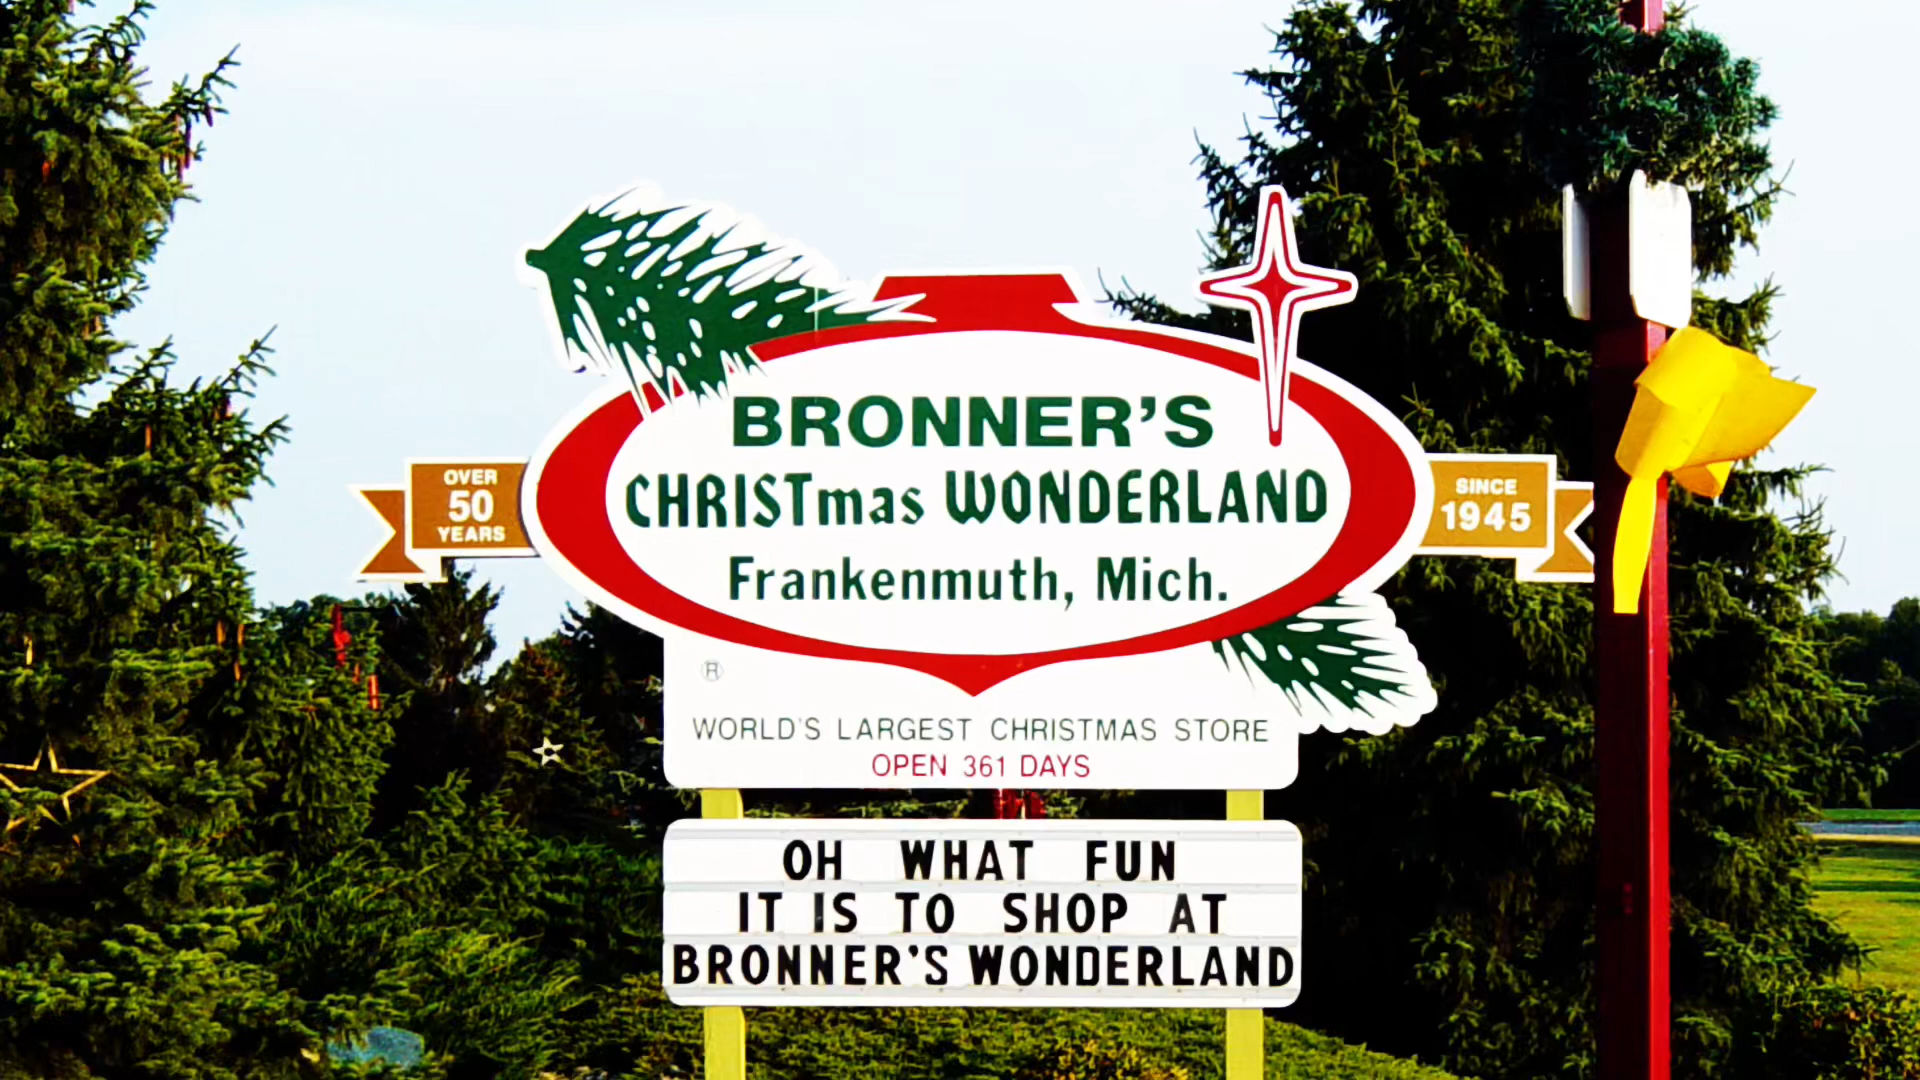 BRONNER'S
CHRISTmas WONDERLAND
Frankenmuth, Mich.
OVER
50
YEARS
SINCE
1945
®
WORLD'S LARGEST CHRISTMAS STORE
OPEN 361 DAYS
OH WHAT FUN
IT IS TO SHOP AT
BRONNER'S WONDERLAND